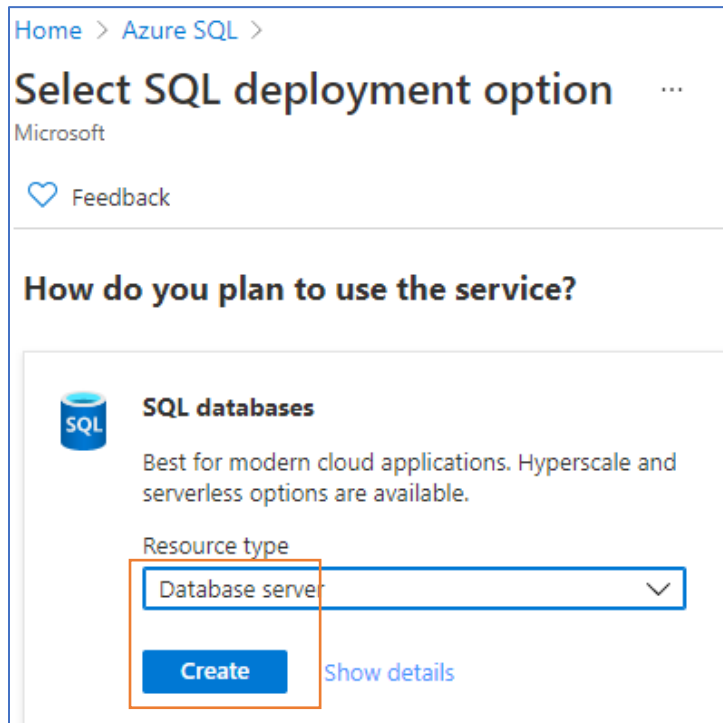 Home > Azure SQL >
Select SQL deployment option ...
Microsoft
Feedback
How do you plan to use the service?
SQL
SQL databases
Best for modern cloud applications. Hyperscale and
serverless options are available.
Resource type
Database server
Create Show details